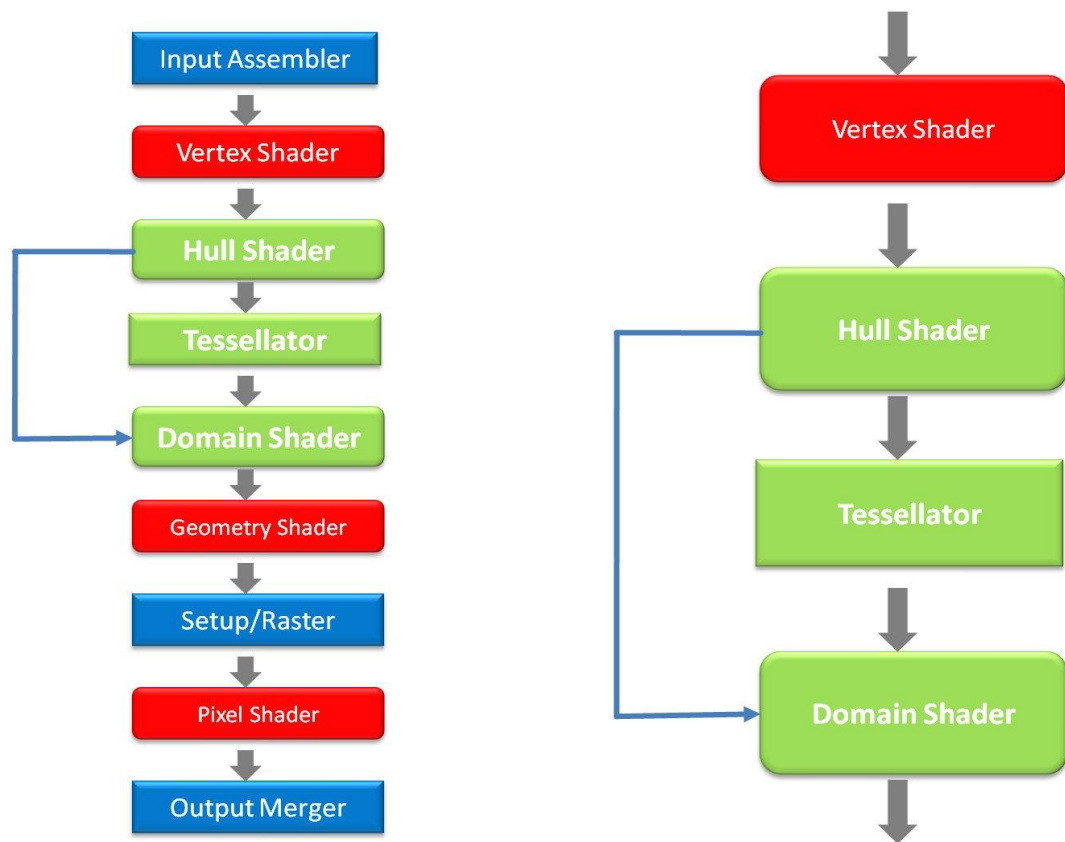 Input Assembler
Vertex Shader
Hull Shader
Tessellator
Domain Shader
Geometry Shader
Setup/Raster
Pixel Shader
Output Merger
Vertex Shader
Hull Shader
Tessellator
Domain Shader